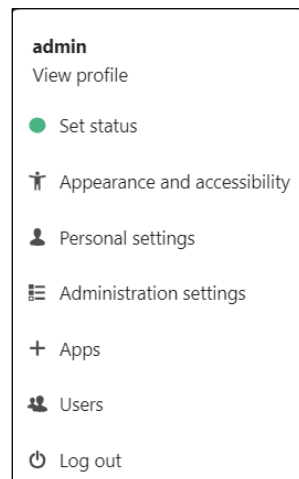 admin
View profile
Set status
Appearance and accessibility
Personal settings
Administration settings
Apps
Users
Log out